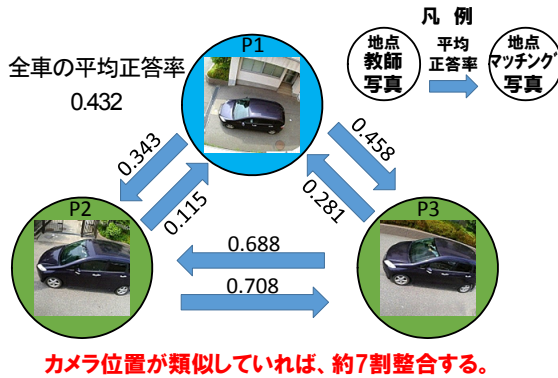 凡 例
地点
教師
写真
平均
正答率
地点
マッチング
写真
全車の平均正答率
0.432
P1
0.343
0.115
0.458
0.281
P2
P3
0.688
0.708
カメラ位置が類似していれば、約7割整合する。